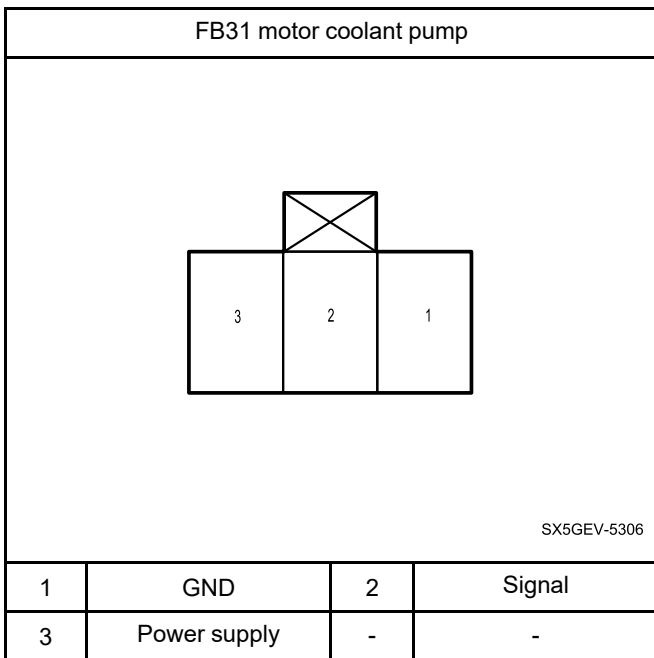 FB31 motor coolant pump
3 2 1
SX5GEV-5306
1 GND 2 Signal
3 Power supply - -